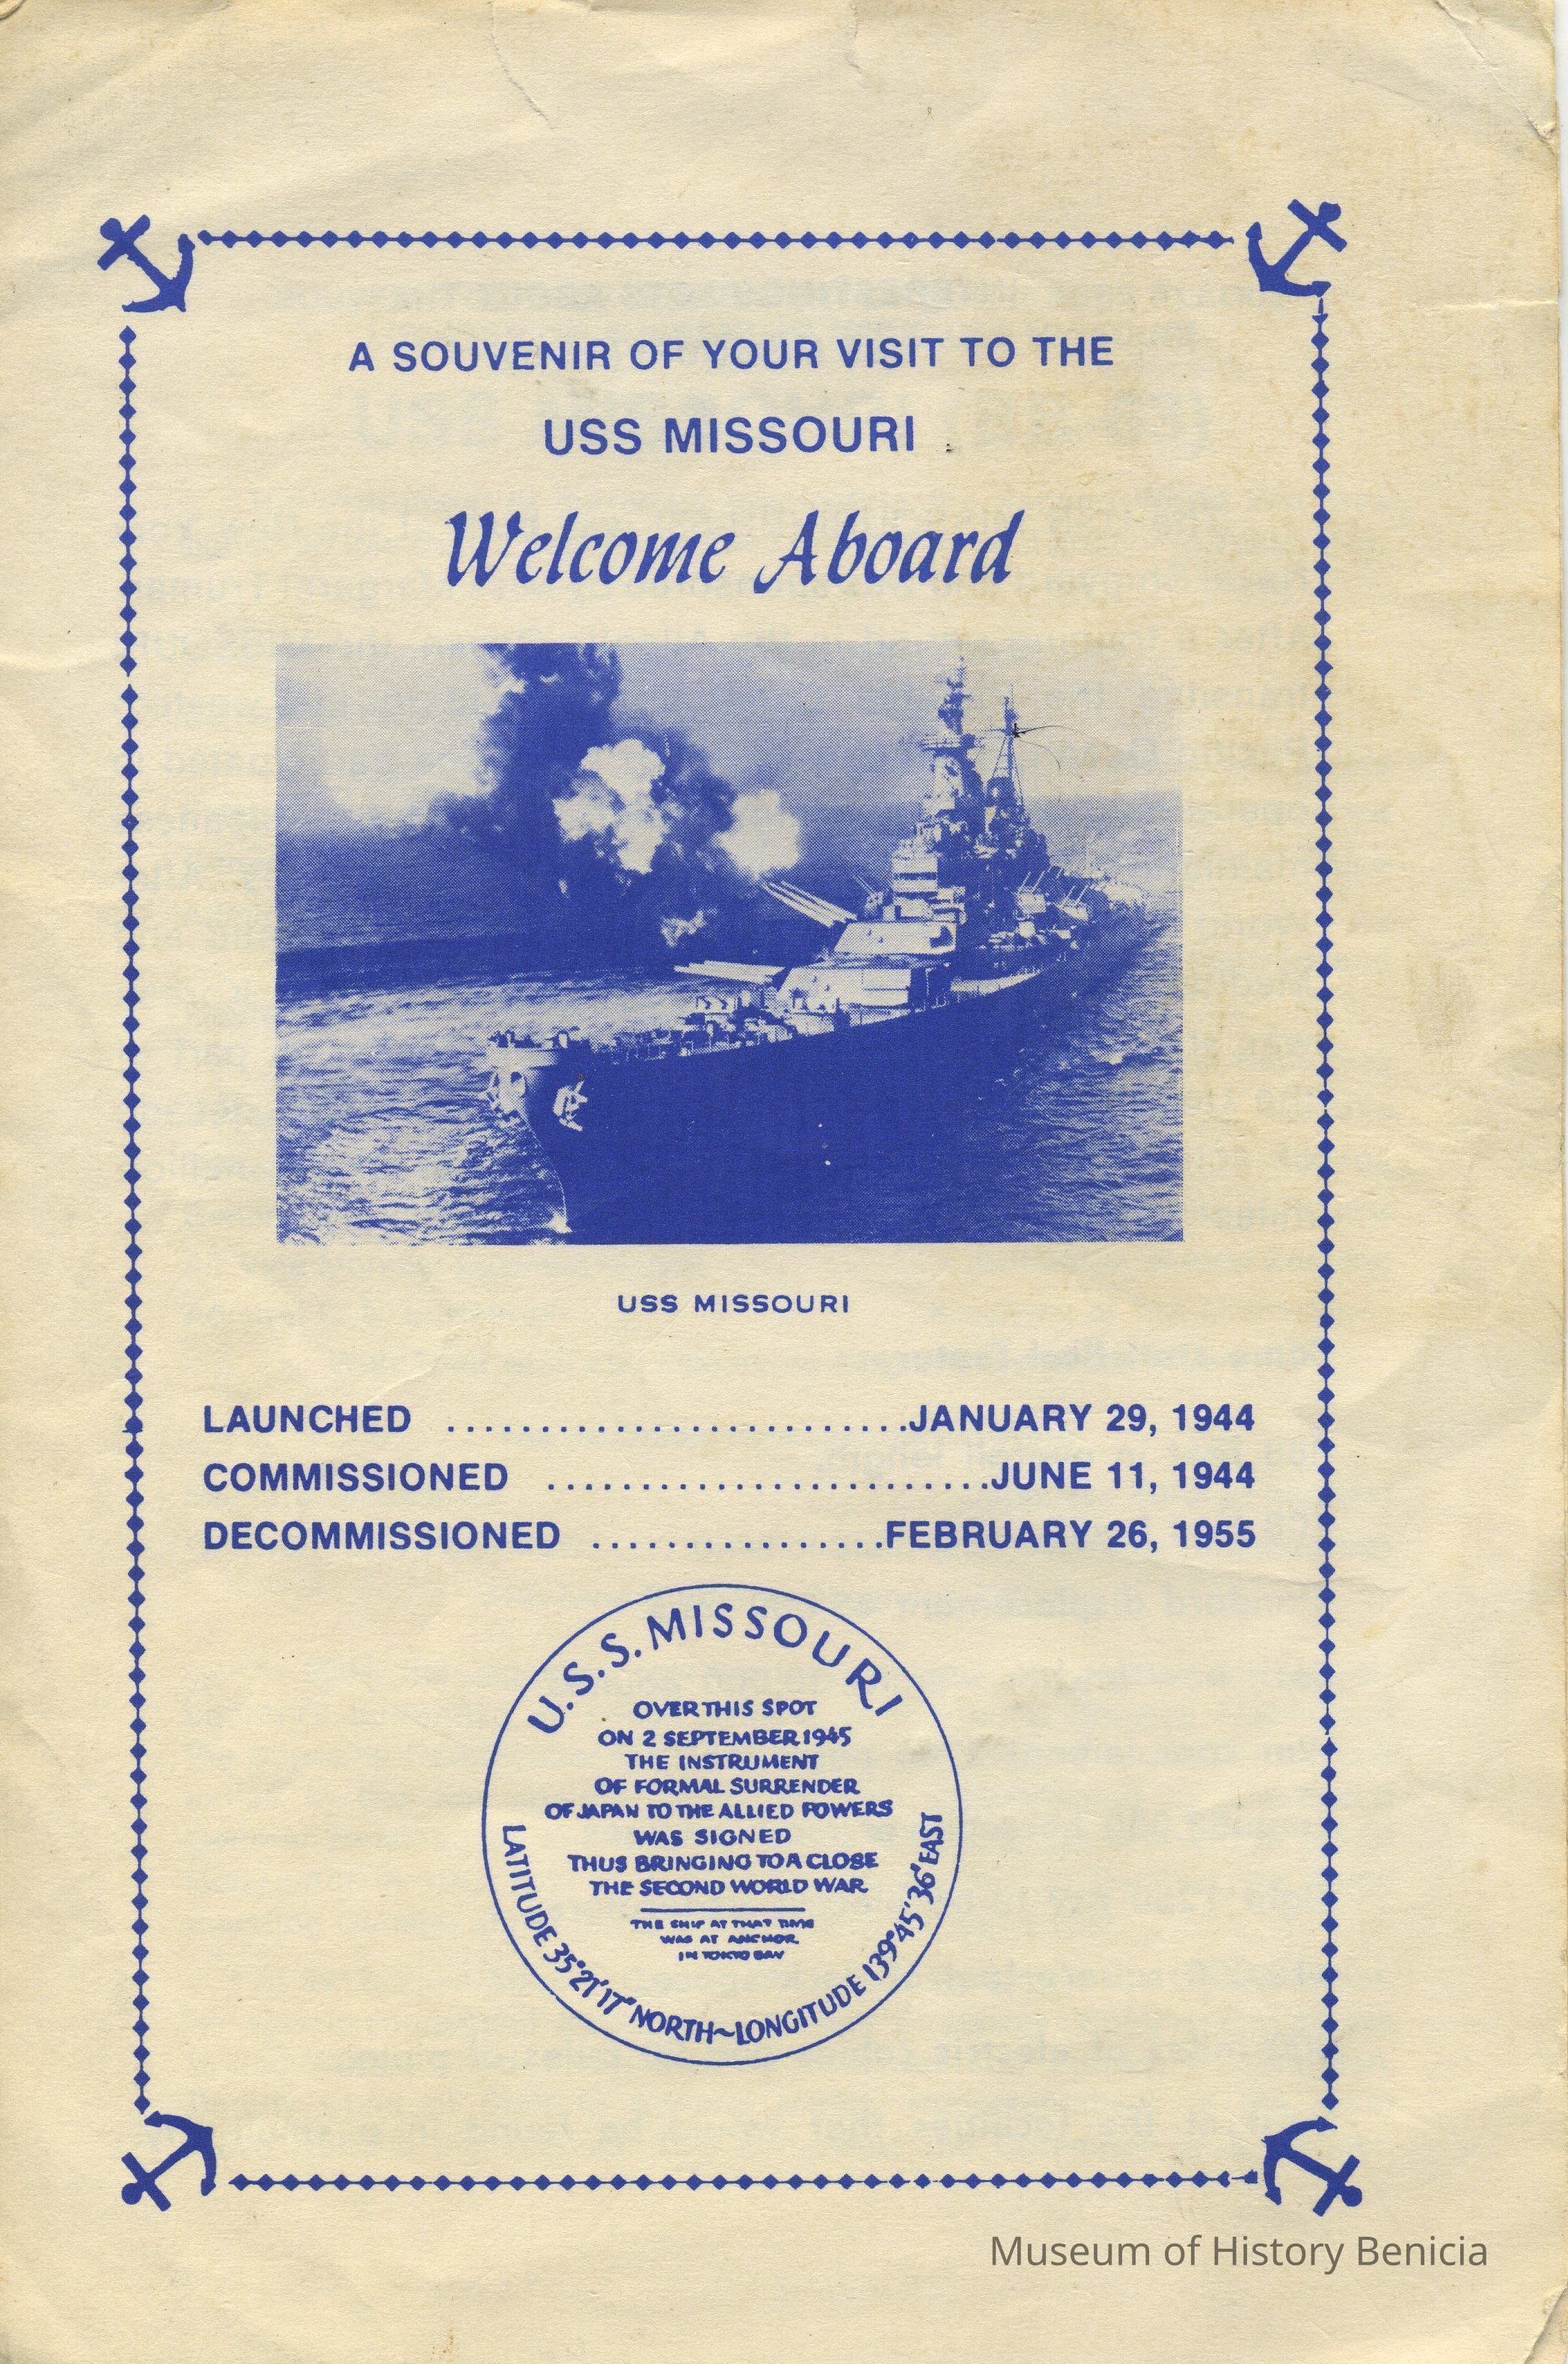 A SOUVENIR OF YOUR VISIT TO THE
USS MISSOURI
Welcome Aboard
USS MISSOURI
LAUNCHED ..........................JANUARY 29, 1944
COMMISSIONED ........................JUNE 11, 1944
DECOMMISSIONED ................FEBRUARY 26, 1955
U.S.S. MISSOURI
OVER THIS SPOT
ON 2 SEPTEMBER 1945
THE INSTRUMENT
OF FORMAL SURRENDER
OF JAPAN TO THE ALLIED POWERS
WAS SIGNED
THUS BRINGING TO A CLOSE
THE SECOND WORLD WAR
THE SHIP AT THAT TIME
WAS AT ANCHOR
IN TOKYO BAY
LATITUDE 35°21'17" NORTH~LONGITUDE 139°45'36" EAST
Museum of History Benicia